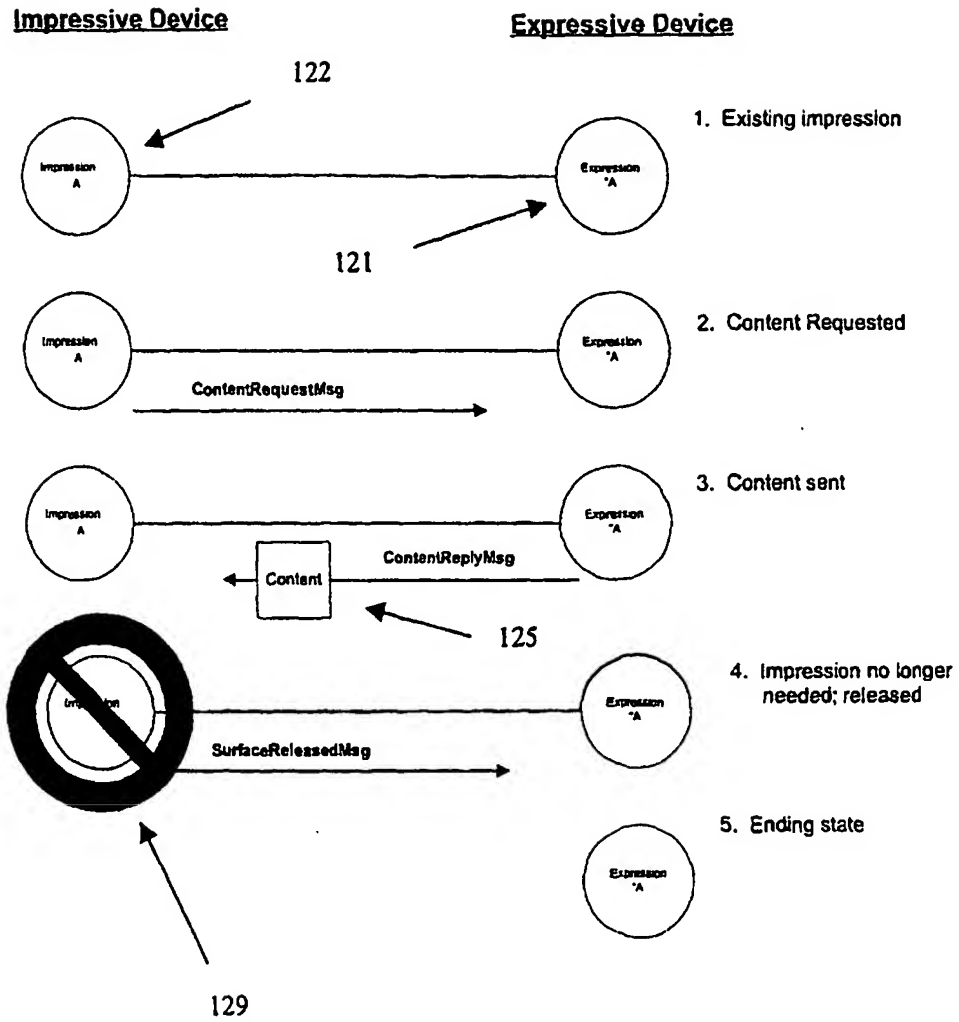 Impressive Device
Expressive Device
122
1. Existing impression
Impression
A
Expression
*A
121
2. Content Requested
Impression
A
Expression
*A
ContentRequestMsg
3. Content sent
Impression
A
Expression
*A
ContentReplyMsg
Content
125
4. Impression no longer
needed; released
Expression
*A
SurfaceReleasedMsg
5. Ending state
Expression
*A
129